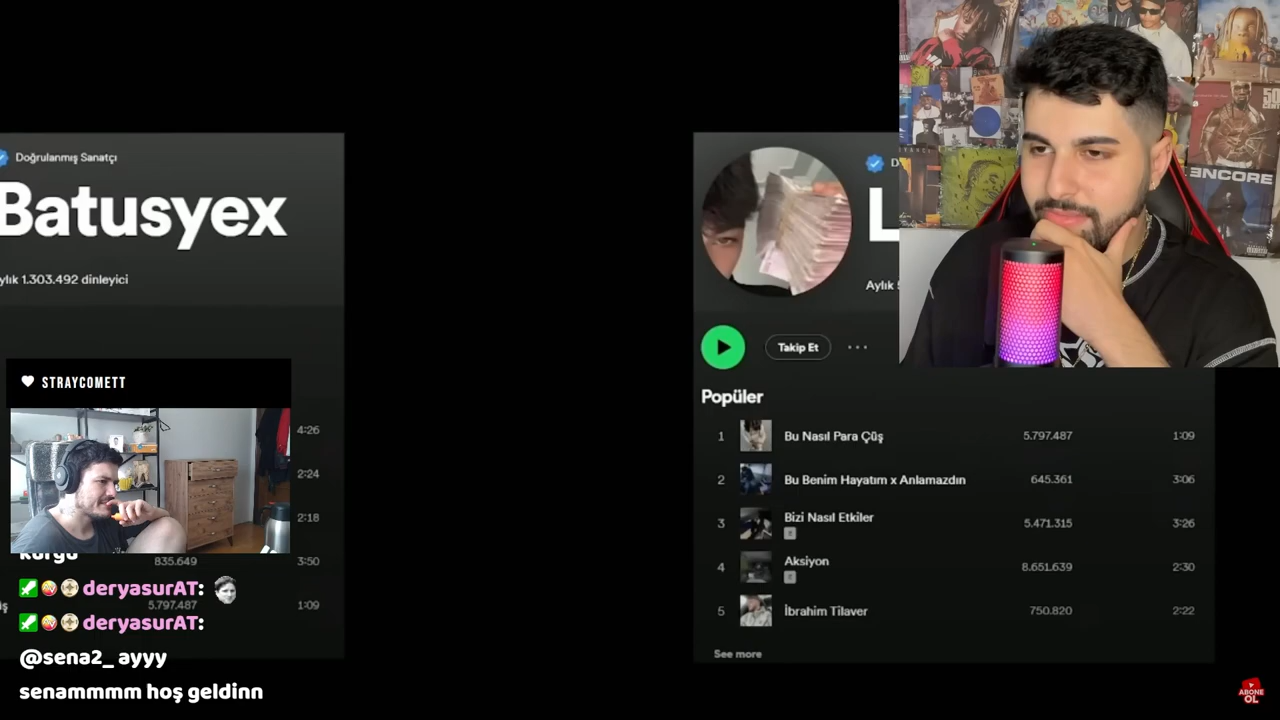 Doğrulanmış Sanatçı
Batusyex
1.303.492 dinleyici
STRAYCOMETT
4:26
2:24
2:18
835.649 3:50
5.797.487 1:09
deryasurAT:
deryasurAT:
@sena2_ ayyy
senammmm hoş geldinn
Aylık
Takip Et
Popüler
1 Bu Nasıl Para Çüş 5.797.487 1:09
2 Bu Benim Hayatım x Anlamazdın 645.361 3:06
3 Bizi Nasıl Etkiler 5.471.315 3:26
E
4 Aksiyon 8.651.639 2:30
E
5 İbrahim Tilaver 750.820 2:22
See more
50
ENCORE
ABONE
OL